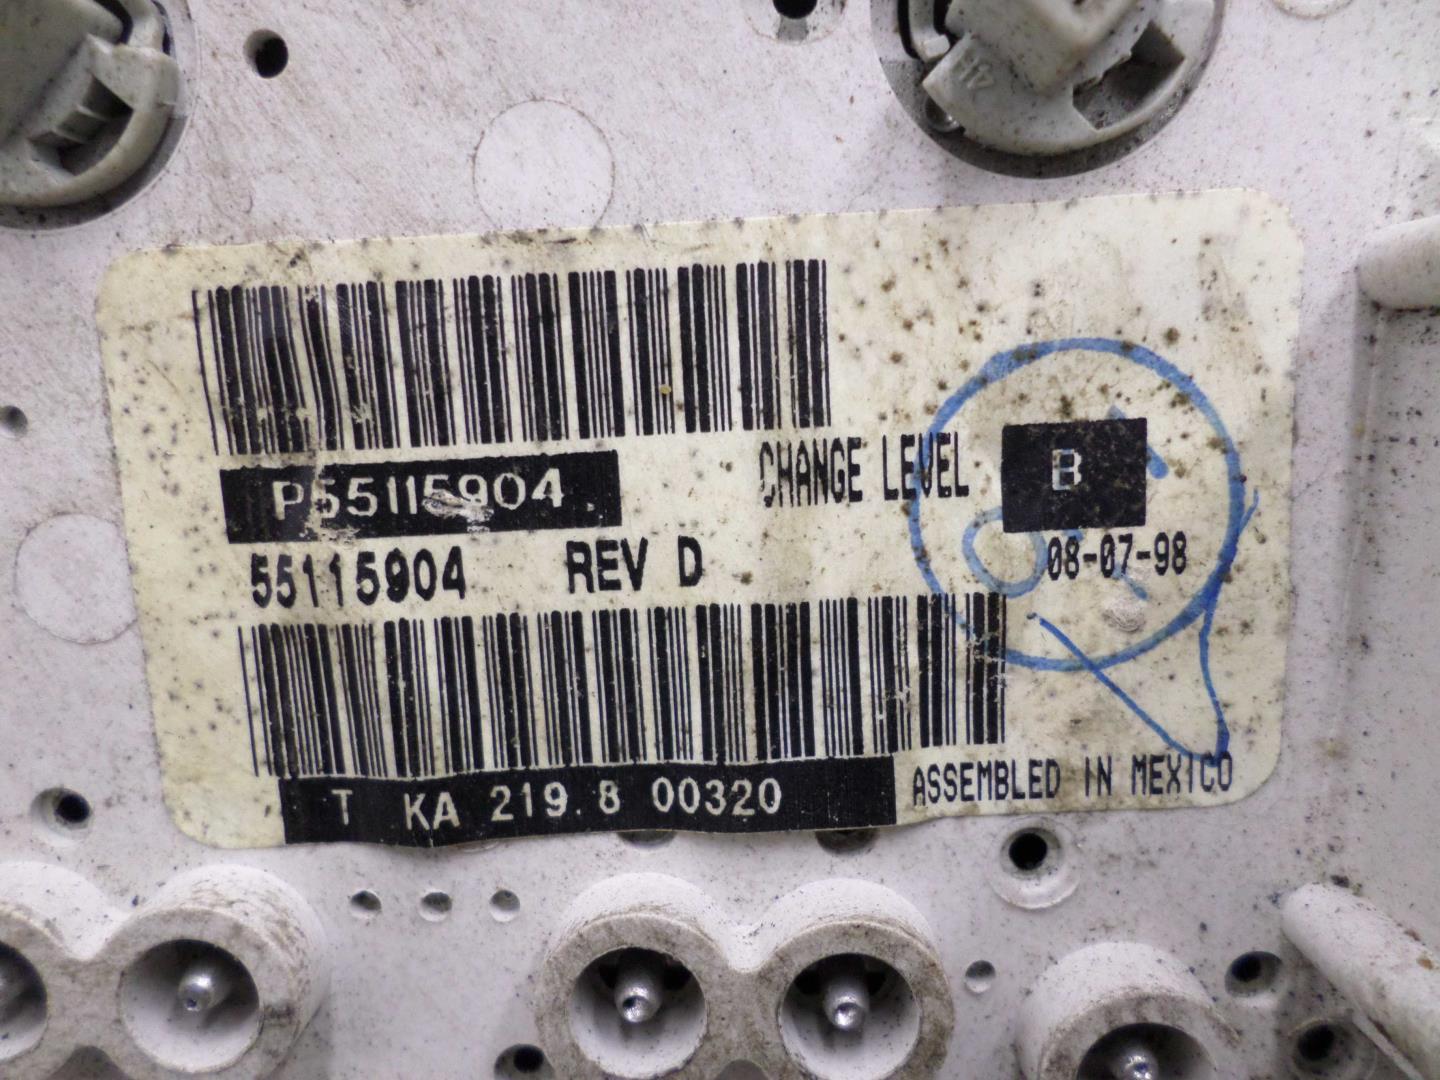 P55115904
CHANGE LEVEL B
55115904 REV D
08-07-98
T KA 219.8 00320
ASSEMBLED IN MEXICO